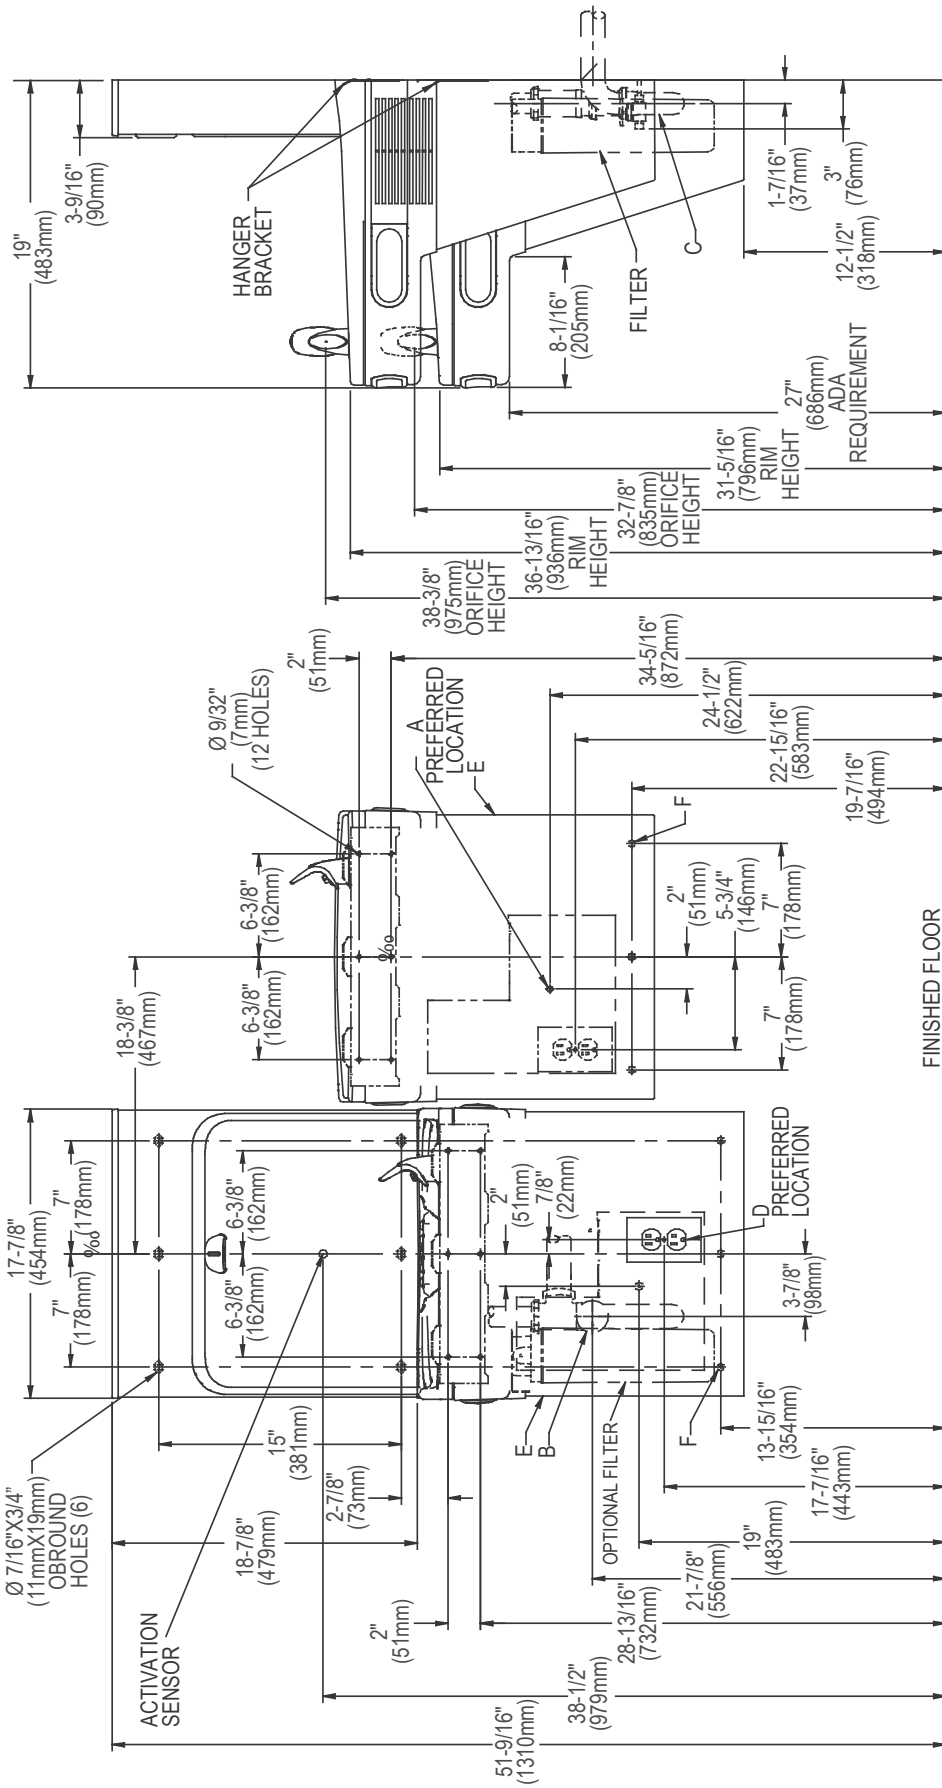 19"
(483mm)
3-9/16"
(90mm)
HANGER
BRACKET
8-1/16"
(205mm)
FILTER
C
1-7/16"
(37mm)
3"
(76mm)
12-1/2"
(318mm)
27"
(686mm)
ADA
REQUIREMENT
31-5/16"
(796mm)
RIM
HEIGHT
32-7/8"
(835mm)
ORIFICE
HEIGHT
36-13/16"
(936mm)
RIM
HEIGHT
38-3/8"
(975mm)
ORIFICE
HEIGHT
2"
(51mm)
Ø 9/32"
(7mm)
(12 HOLES)
A
PREFERRED
LOCATION
E
34-5/16"
(872mm)
24-1/2"
(622mm)
22-15/16"
(583mm)
19-7/16"
(494mm)
F
6-3/8"
(162mm)
6-3/8"
(162mm)
‰
18-3/8"
(467mm)
2"
(51mm)
5-3/4"
(146mm)
7"
(178mm)
7"
(178mm)
FINISHED FLOOR
17-7/8"
(454mm)
7"
(178mm)
‰
7"
(178mm)
6-3/8"
(162mm)
6-3/8"
(162mm)
2"
(51mm)
7/8"
(22mm)
D
PREFERRED
LOCATION
3-7/8"
(98mm)
Ø 7/16"X3/4"
(11mmX19mm)
OBROUND
HOLES (6)
15"
(381mm)
2-7/8"
(73mm)
18-7/8"
(479mm)
E
B
OPTIONAL FILTER
F
13-15/16"
(354mm)
17-7/16"
(443mm)
19"
(483mm)
21-7/8"
(556mm)
28-13/16"
(732mm)
2"
(51mm)
ACTIVATION
SENSOR
38-1/2"
(979mm)
51-9/16"
(1310mm)